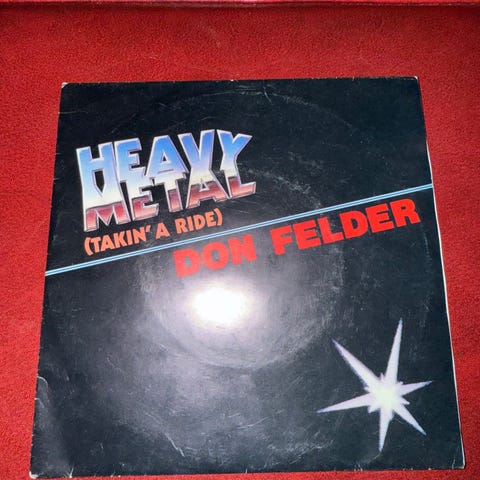 HEAVY
METAL
(TAKIN' A RIDE)
DON FELDER